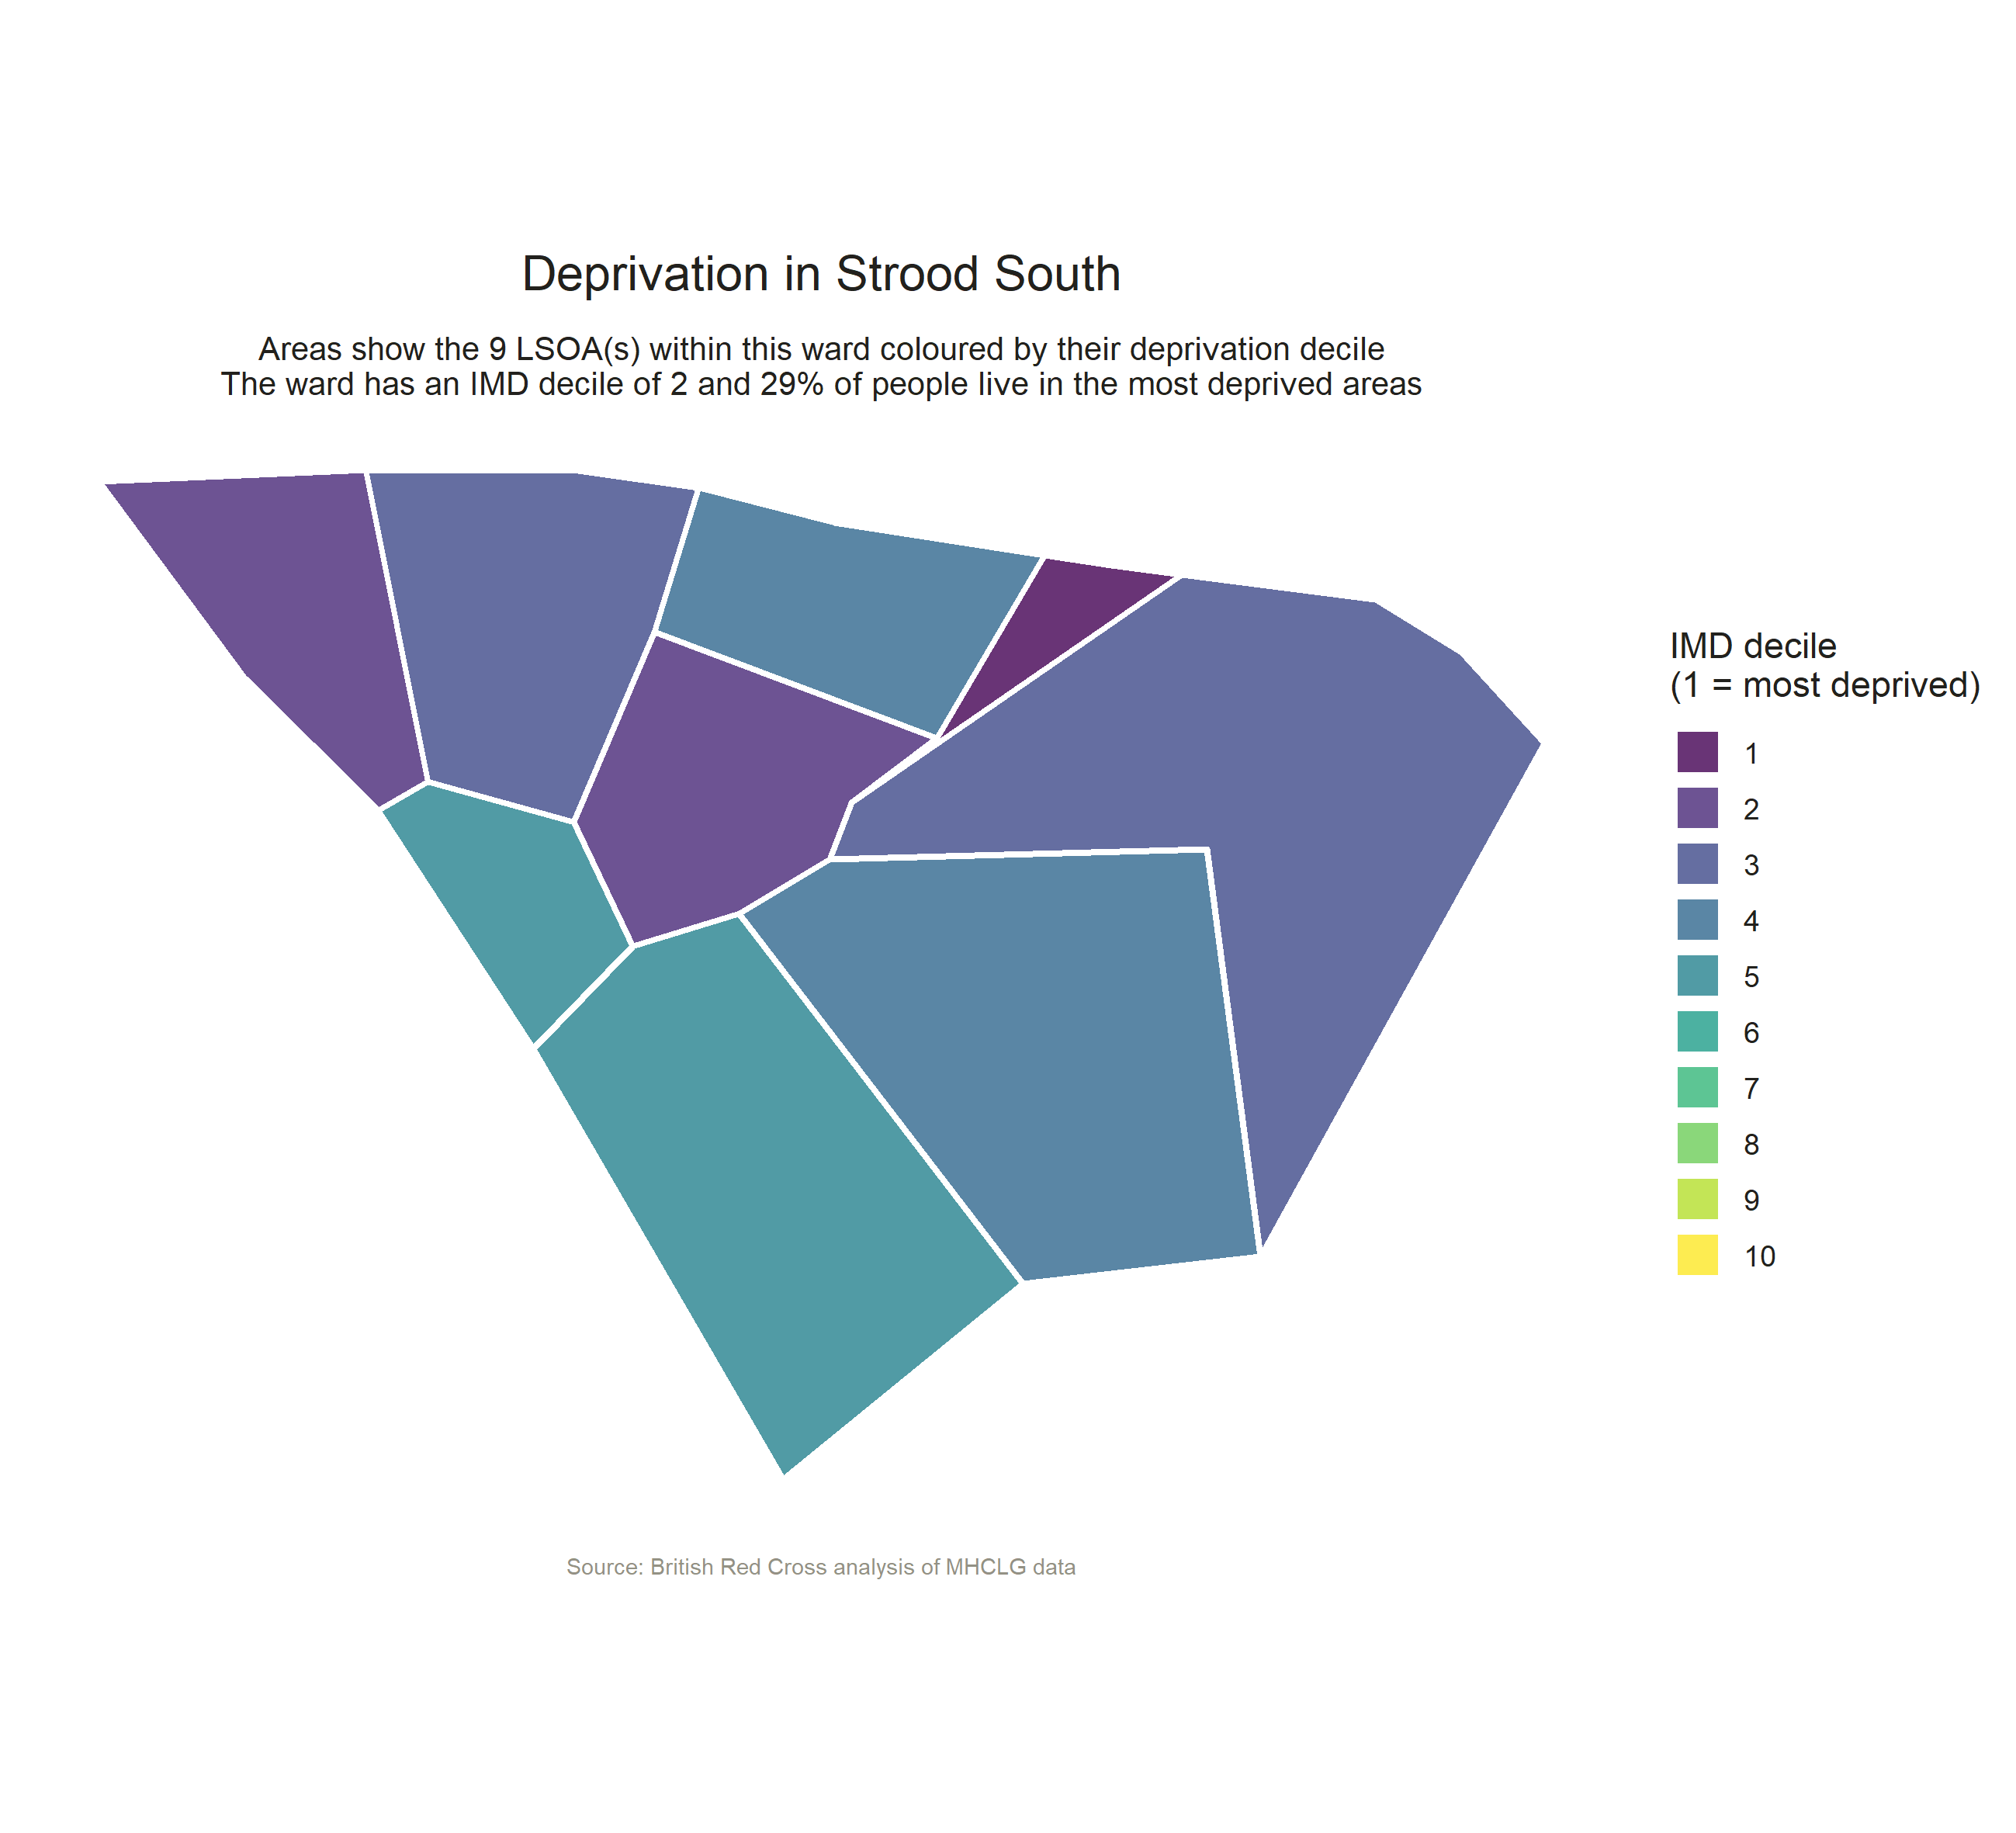 Deprivation in Strood South
Areas show the 9 LSOA(s) within this ward coloured by their deprivation decile
The ward has an IMD decile of 2 and 29% of people live in the most deprived areas
IMD decile
(1 = most deprived)
1
2
3
4
5
6
7
8
9
10
Source: British Red Cross analysis of MHCLG data